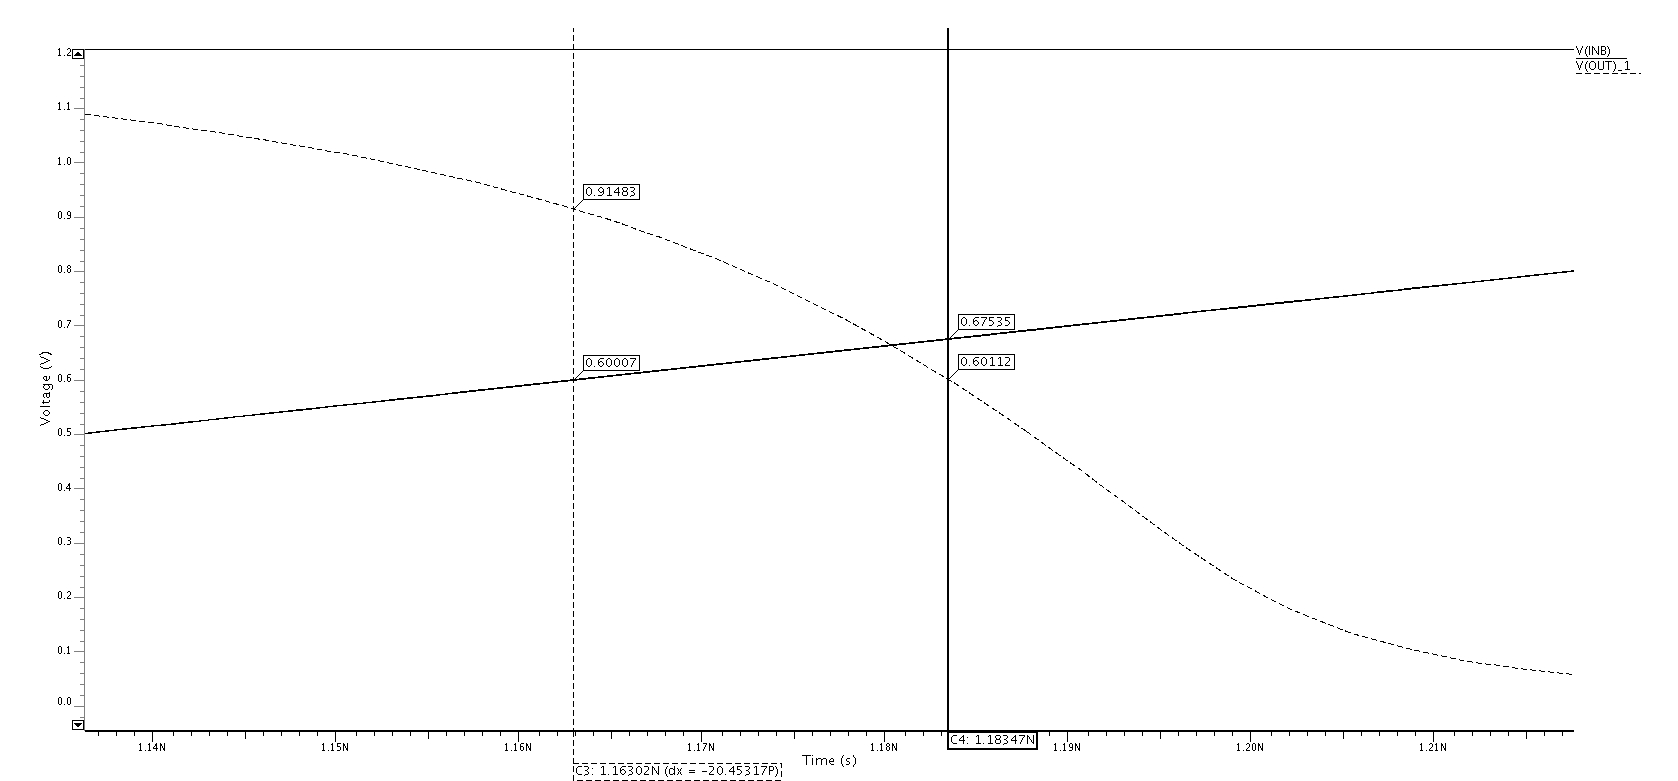 V(INB)
V(OUT)_1
1.2
1.1
1.0
0.9
0.8
0.7
0.6
0.5
0.4
0.3
0.2
0.1
0.0
Voltage (V)
0.91483
0.60007
0.67535
0.60112
1.14N 1.15N 1.16N 1.17N 1.18N 1.19N 1.20N 1.21N
C4: 1.18347N
Time (s)
C3: 1.16302N (dx = -20.45317P)